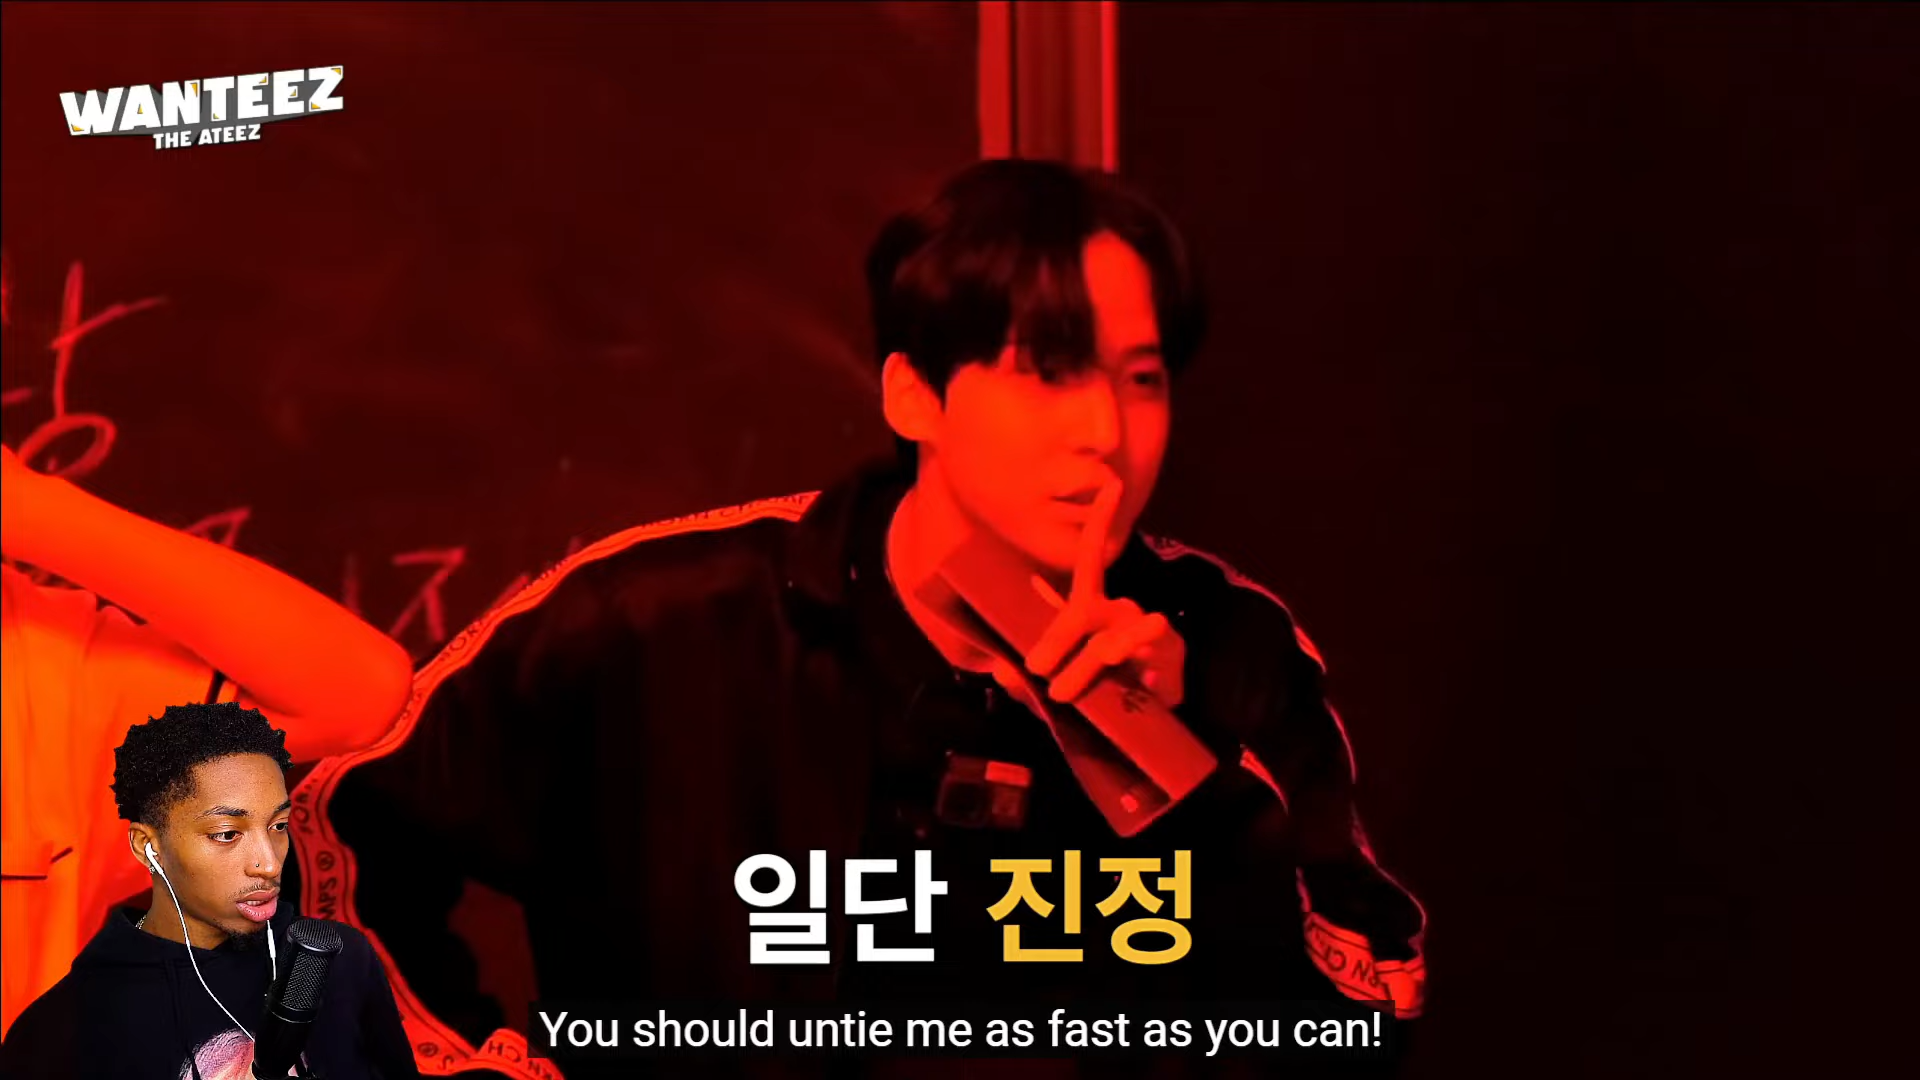 WANTEEZ
THE ATEEZ
일단 진정
You should untie me as fast as you can!